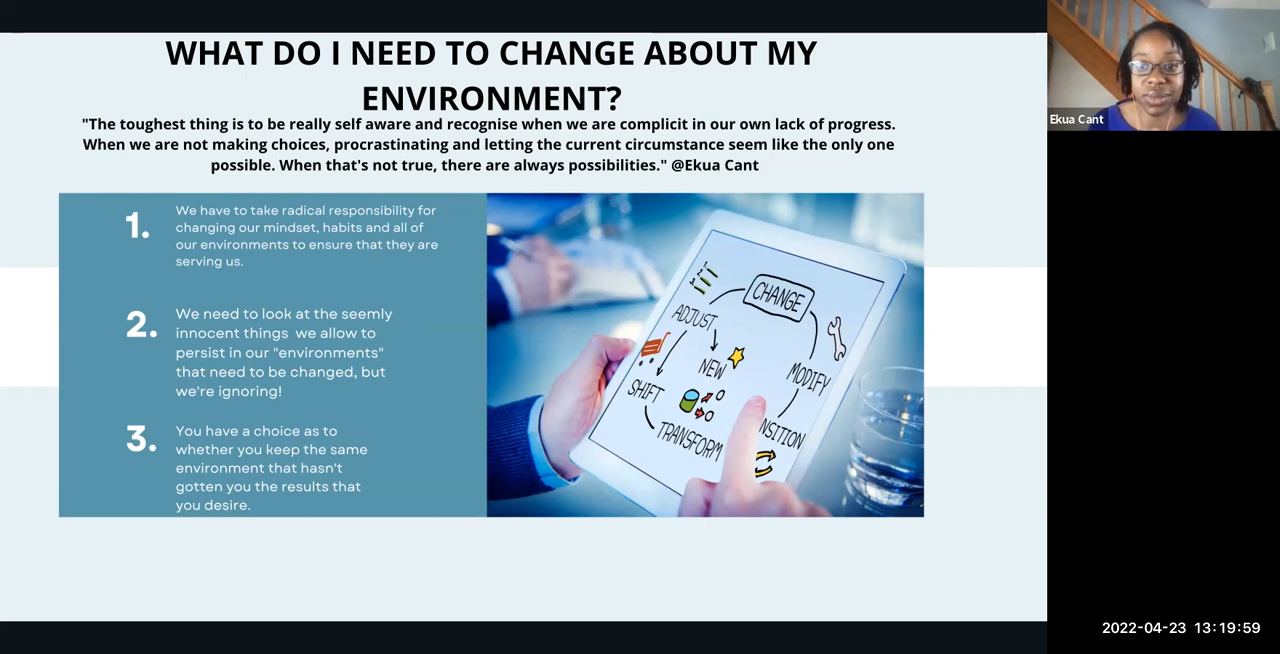 WHAT DO I NEED TO CHANGE ABOUT MY
ENVIRONMENT?
"The toughest thing is to be really self aware and recognise when we are complicit in our own lack of progress.
When we are not making choices, procrastinating and letting the current circumstance seem like the only one
possible. When that's not true, there are always possibilities." @Ekua Cant
1.
We have to take radical responsibility for
changing our mindset, habits and all of
our environments to ensure that they are
serving us.
2.
We need to look at the seemly
innocent things we allow to
persist in our "environments"
that need to be changed, but
we're ignoring!
3.
You have a choice as to
whether you keep the same
environment that hasn't
gotten you the results that
you desire.
1.
2.
3.
CHANGE
ADJUST
NEW
MODIFY
SHIFT
TRANSFORM
NSITION
Ekua Cant
2022-04-23 13:19:59